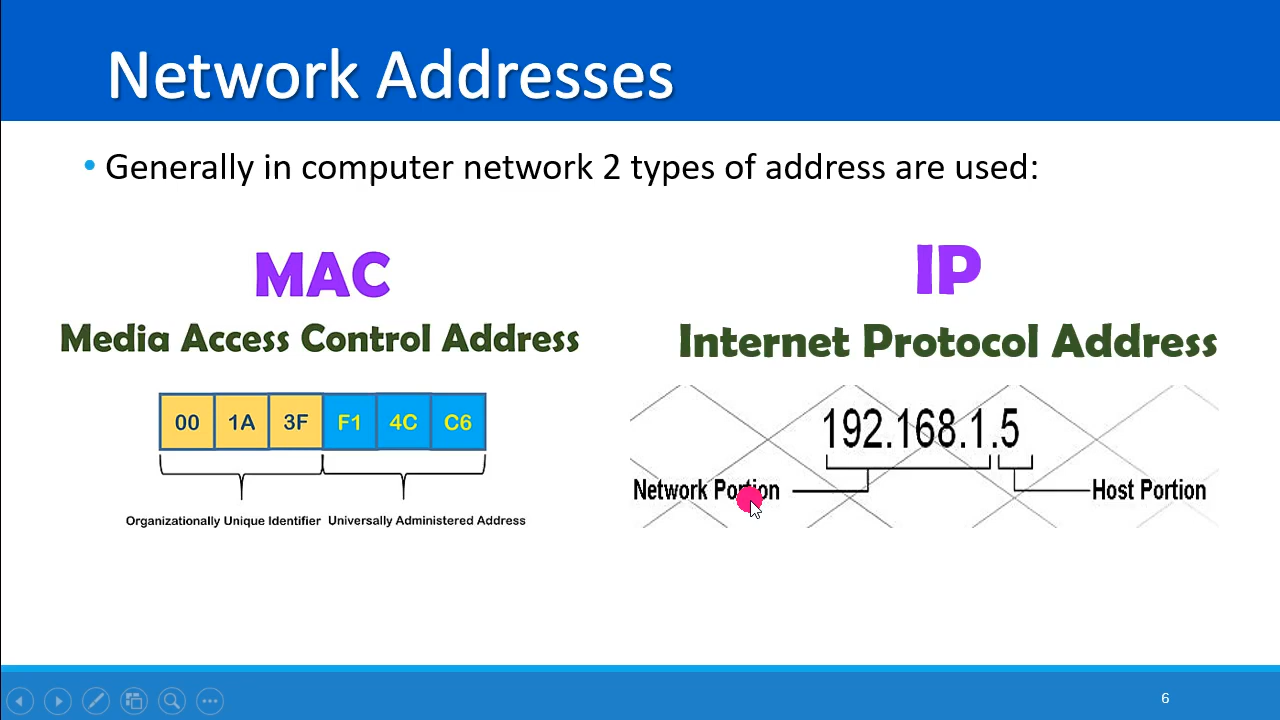 Network Addresses
• Generally in computer network 2 types of address are used:
MAC
Media Access Control Address
00 1A 3F F1 4C C6
Organizationally Unique Identifier Universally Administered Address
IP
Internet Protocol Address
192.168.1.5
Network Portion
Host Portion
6